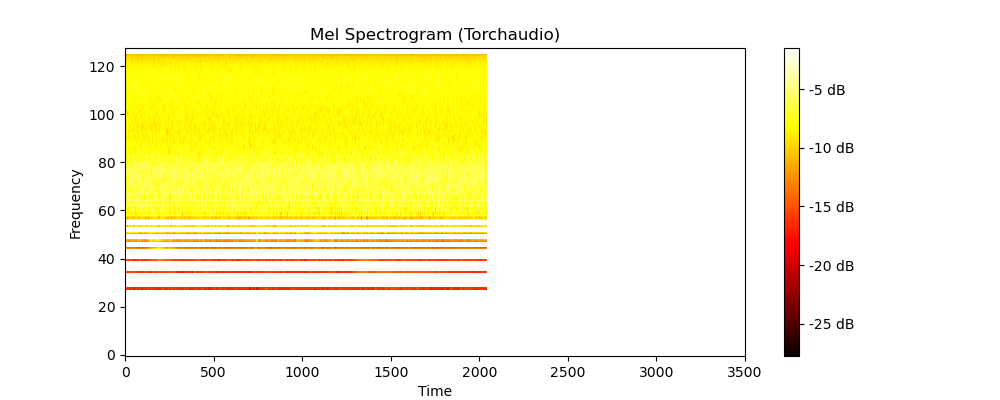 Mel Spectrogram (Torchaudio)
Frequency
120
100
80
60
40
20
0
0 500 1000 1500 2000 2500 3000 3500
Time
-5 dB
-10 dB
-15 dB
-20 dB
-25 dB